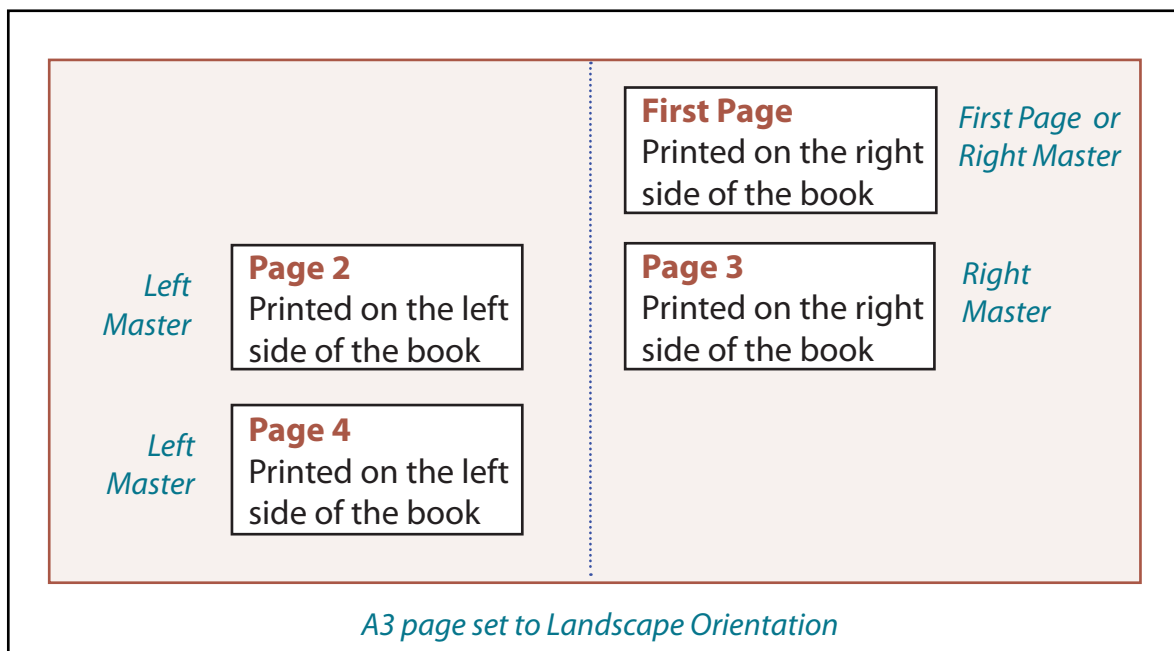 First Page
Printed on the right
side of the book
First Page or
Right Master
Left
Master
Page 2
Printed on the left
side of the book
Page 3
Printed on the right
side of the book
Right
Master
Left
Master
Page 4
Printed on the left
side of the book
A3 page set to Landscape Orientation